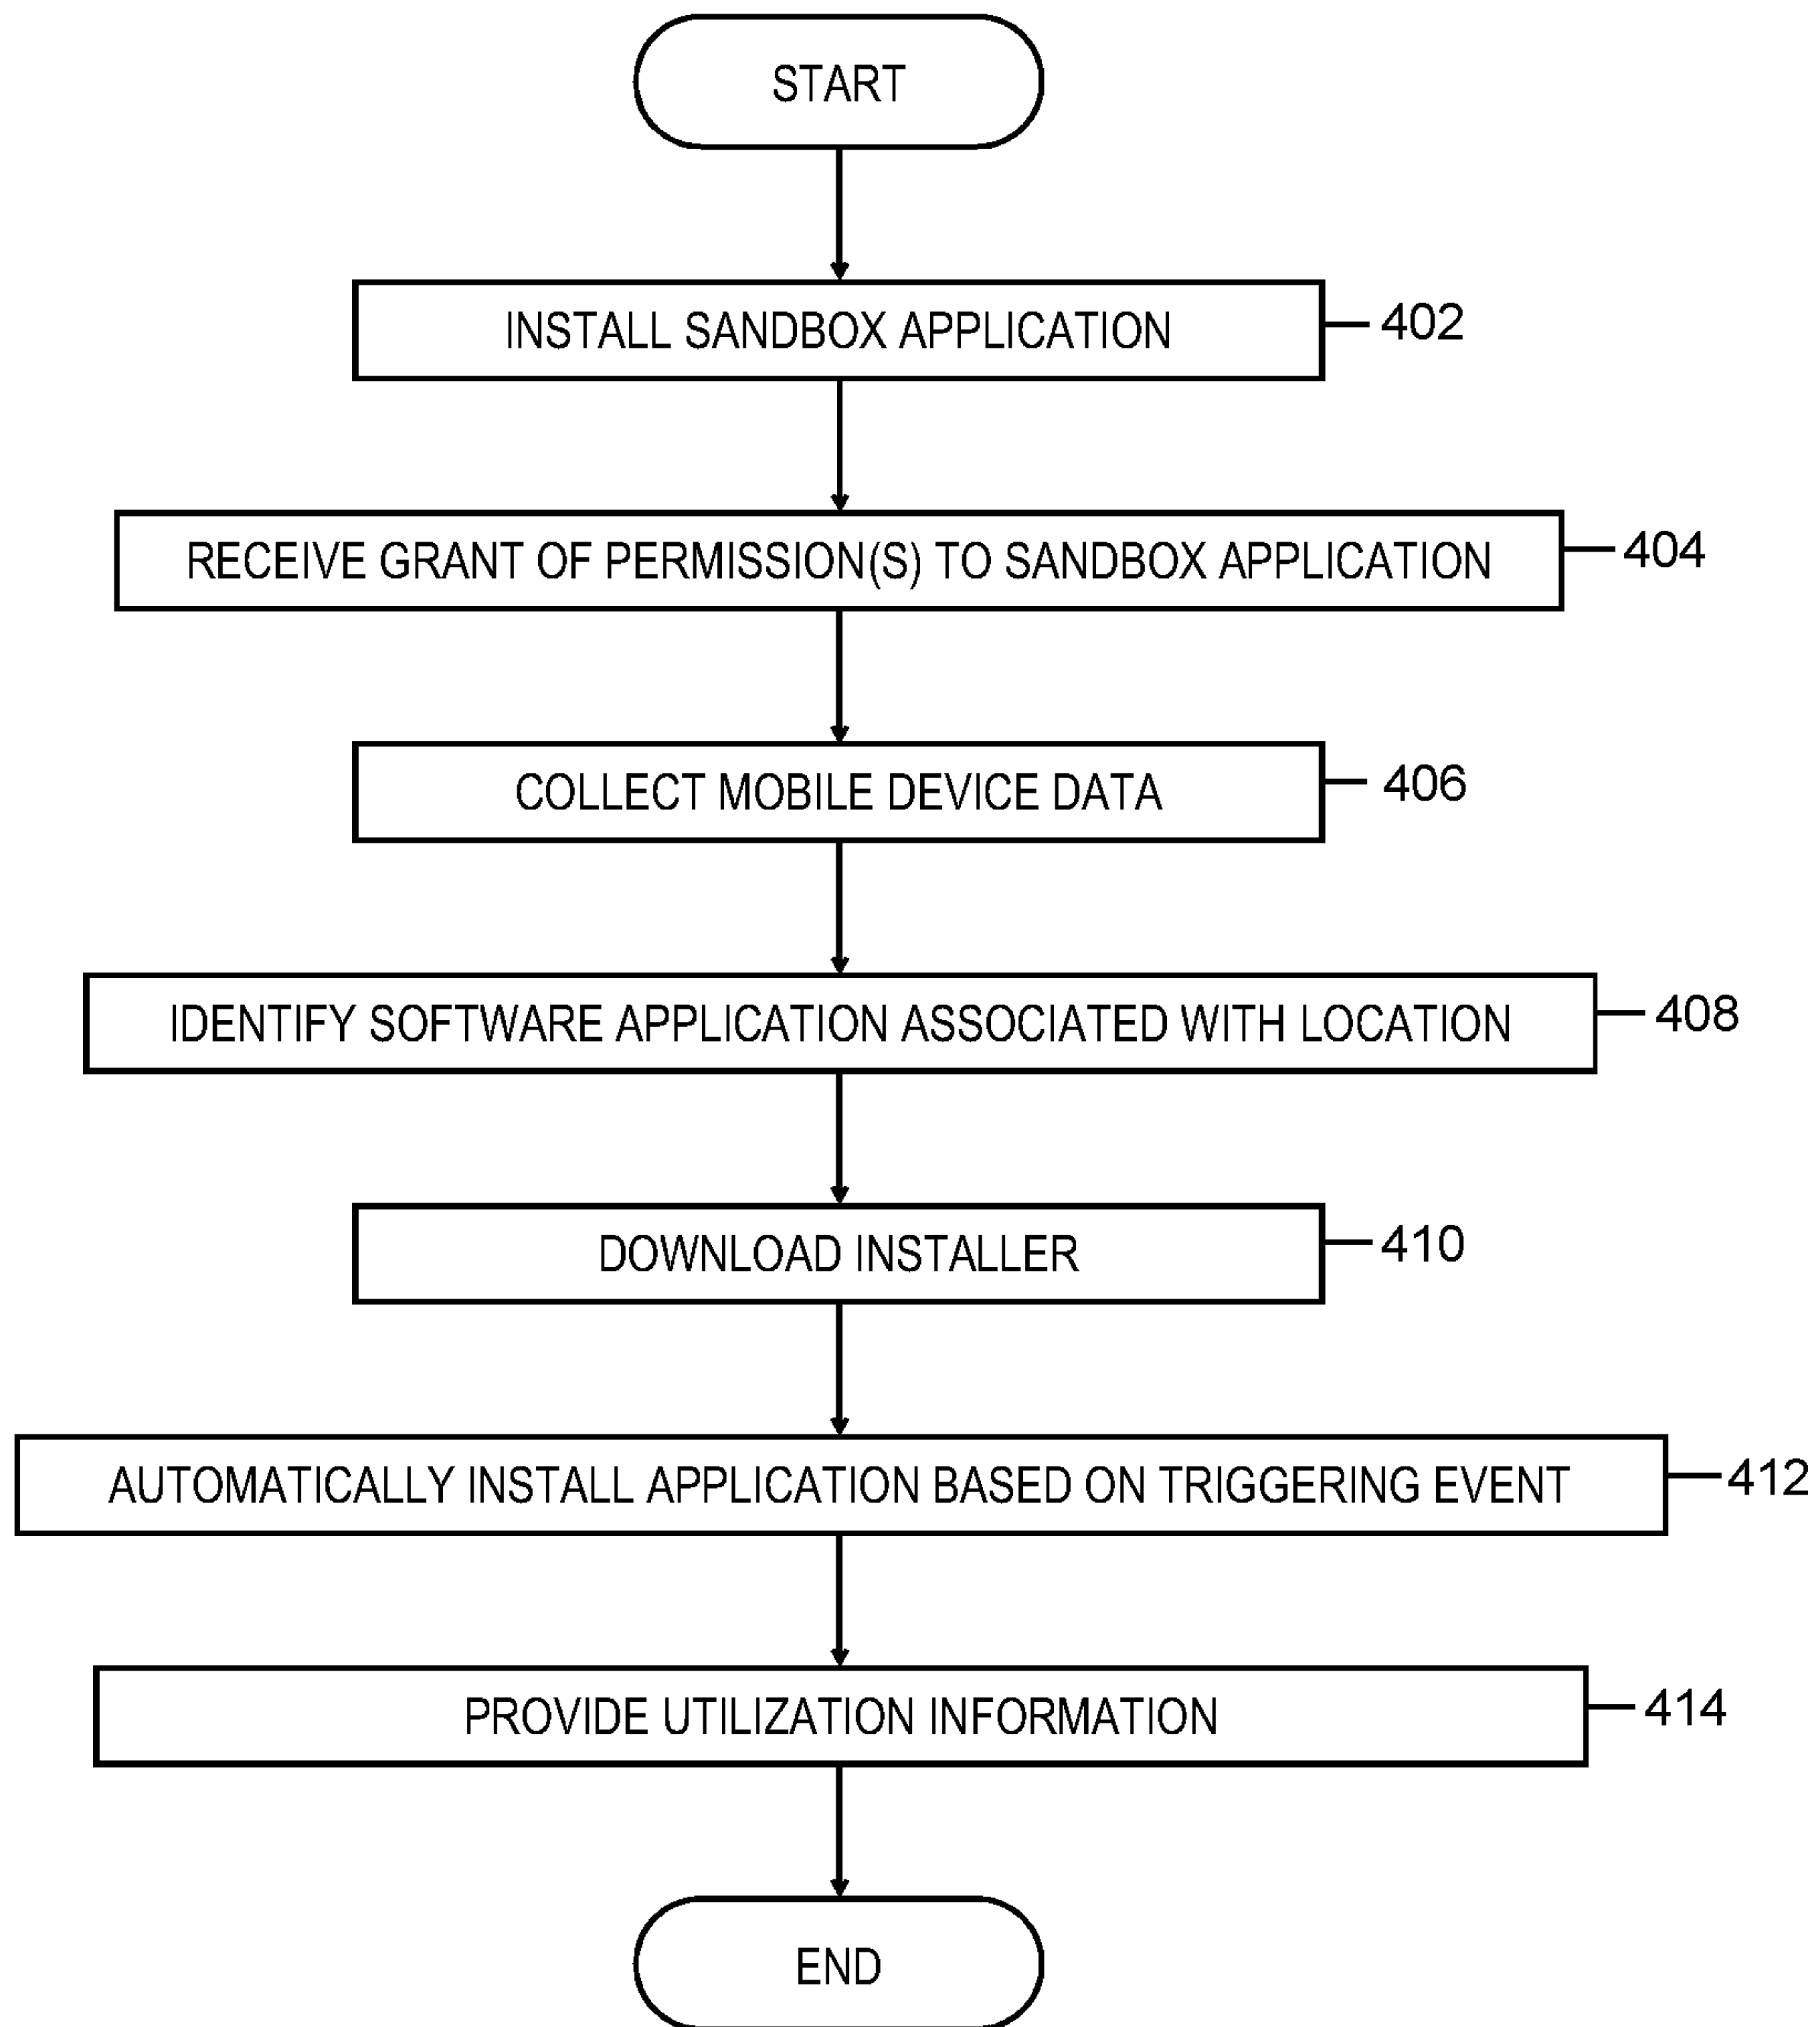 START
INSTALL SANDBOX APPLICATION
402
RECEIVE GRANT OF PERMISSION(S) TO SANDBOX APPLICATION
404
COLLECT MOBILE DEVICE DATA
406
IDENTIFY SOFTWARE APPLICATION ASSOCIATED WITH LOCATION
408
DOWNLOAD INSTALLER
410
AUTOMATICALLY INSTALL APPLICATION BASED ON TRIGGERING EVENT
412
PROVIDE UTILIZATION INFORMATION
414
END